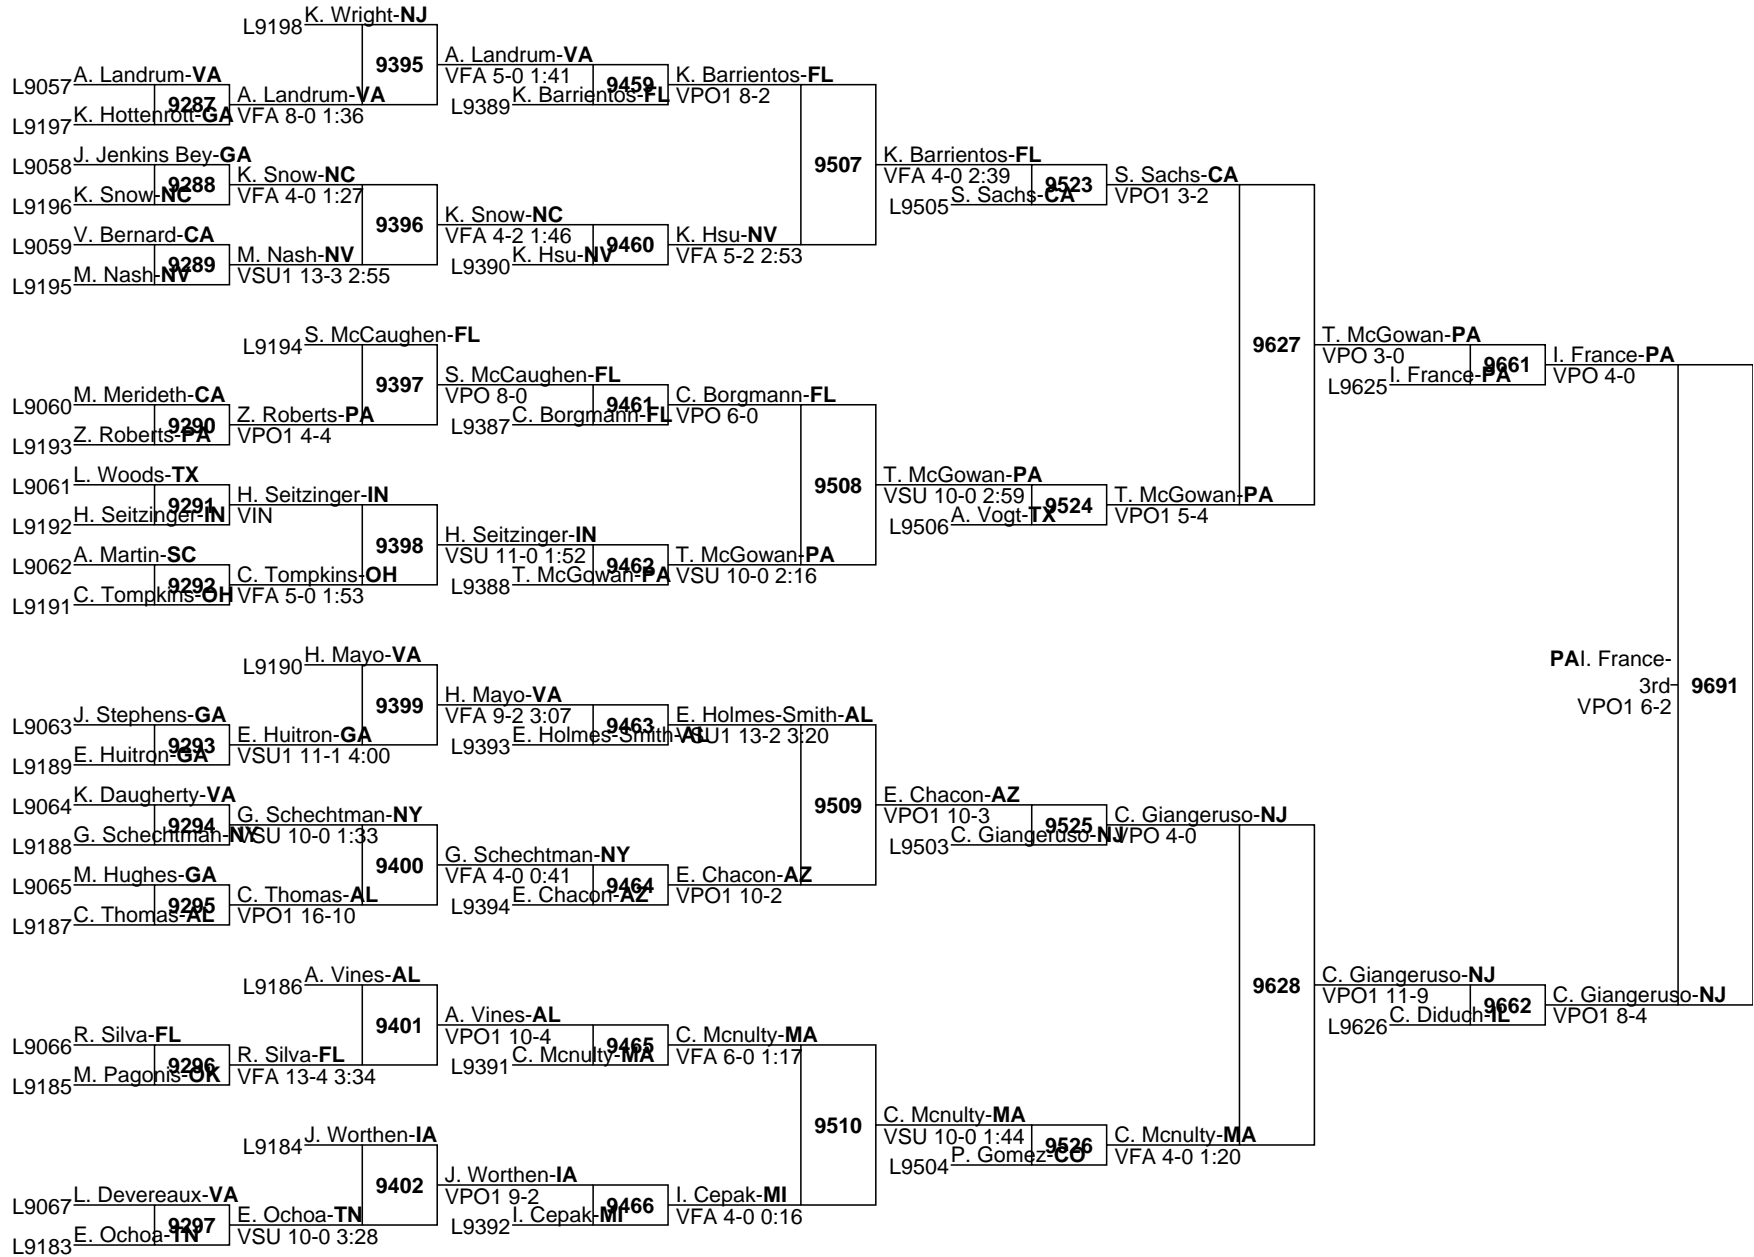 K. Wright-NJ
L9198
9395
A. Landrum-VA
VFA 5-0 1:41
A. Landrum-VA
L9057
9287
A. Landrum-VA
VFA 8-0 1:36
K. Hottenrott-GA
L9197
9459
K. Barrientos-FL
L9389
K. Barrientos-FL
VPO1 8-2
J. Jenkins Bey-GA
L9058
9288
K. Snow-NC
VFA 4-0 1:27
K. Snow-NC
L9196
9507
K. Barrientos-FL
VFA 4-0 2:39
9523
S. Sachs-CA
L9505
S. Sachs-CA
VPO1 3-2
V. Bernard-CA
L9059
9289
M. Nash-NV
VSU1 13-3 2:55
M. Nash-NV
L9195
9396
K. Snow-NC
VFA 4-2 1:46
9460
K. Hsu-NV
L9390
K. Hsu-NV
VFA 5-2 2:53
S. McCaughen-FL
L9194
9397
S. McCaughen-FL
VPO 8-0
M. Merideth-CA
L9060
9290
Z. Roberts-PA
VPO1 4-4
Z. Roberts-PA
L9193
9461
C. Borgmann-FL
L9387
C. Borgmann-FL
VPO 6-0
9627
T. McGowan-PA
VPO 3-0
9661
I. France-PA
L9625
I. France-PA
VPO 4-0
L. Woods-TX
L9061
9291
H. Seitzinger-IN
VIN
H. Seitzinger-IN
L9192
9508
T. McGowan-PA
VSU 10-0 2:59
9524
A. Vogt-TX
L9506
T. McGowan-PA
VPO1 5-4
A. Martin-SC
L9062
9292
C. Tompkins-OH
VFA 5-0 1:53
C. Tompkins-OH
L9191
9398
H. Seitzinger-IN
VSU 11-0 1:52
9462
T. McGowan-PA
L9388
T. McGowan-PA
VSU 10-0 2:16
H. Mayo-VA
L9190
9399
H. Mayo-VA
VFA 9-2 3:07
PAI. France-
3rd
VPO1 6-2
9691
J. Stephens-GA
L9063
9293
E. Huitron-GA
VSU1 11-1 4:00
E. Huitron-GA
L9189
9463
E. Holmes-Smith-AL
L9393
E. Holmes-Smith-AL
VSU1 13-2 3:20
K. Daugherty-VA
L9064
9294
G. Schechtman-NY
VSU 10-0 1:33
G. Schechtman-NY
L9188
9509
E. Chacon-AZ
VPO1 10-3
9525
C. Giangeruso-NJ
L9503
C. Giangeruso-NJ
VPO 4-0
M. Hughes-GA
L9065
9295
C. Thomas-AL
VPO1 16-10
C. Thomas-AL
L9187
9400
G. Schechtman-NY
VFA 4-0 0:41
9464
E. Chacon-AZ
L9394
E. Chacon-AZ
VPO1 10-2
A. Vines-AL
L9186
9401
A. Vines-AL
VPO1 10-4
R. Silva-FL
L9066
9296
R. Silva-FL
VFA 13-4 3:34
M. Pagonis-OK
L9185
9465
C. Mcnulty-MA
L9391
C. Mcnulty-MA
VFA 6-0 1:17
9628
C. Giangeruso-NJ
VPO1 11-9
9662
C. Diduch-IL
L9626
C. Giangeruso-NJ
VPO1 8-4
J. Worthen-IA
L9184
9402
J. Worthen-IA
VPO1 9-2
9510
C. Mcnulty-MA
VSU 10-0 1:44
9526
P. Gomez-CO
L9504
C. Mcnulty-MA
VFA 4-0 1:20
L. Devereaux-VA
L9067
9297
E. Ochoa-TN
VSU 10-0 3:28
E. Ochoa-TN
L9183
9466
I. Cepak-MI
L9392
I. Cepak-MI
VFA 4-0 0:16